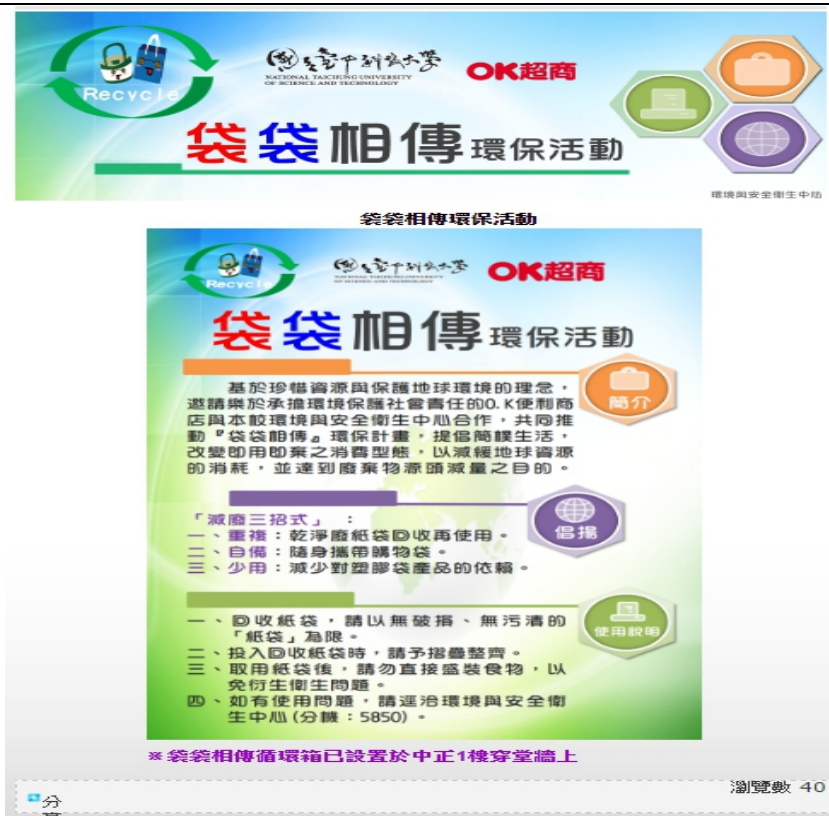 Recycle
國立臺中科技大學 OK超商
NATIONAL TAICHUNG UNIVERSITY
OF SCIENCE AND TECHNOLOGY
袋袋相傳環保活動
環境與安全衛生中心
袋袋相傳環保活動
Recycle
國立臺中科技大學 OK超商
NATIONAL TAICHUNG UNIVERSITY
OF SCIENCE AND TECHNOLOGY
袋袋相傳環保活動
簡介
基於珍惜資源與保護地球環境的理念，
邀請樂於承擔環境保護社會責任的O.K便利商
店與本校環境與安全衛生中心合作，共同推
動『袋袋相傳』環保計畫，提倡簡樸生活，
改變即用即棄之消費型態，以減緩地球資源
的消耗，並達到廢棄物源頭減量之目的。
倡揚
「減廢三招式」：
一、重複：乾淨廢紙袋回收再使用。
二、自備：隨身攜帶購物袋。
三、少用：減少對塑膠袋產品的依賴。
使用說明
一、回收紙袋，請以無破損、無污漬的
「紙袋」為限。
二、投入回收紙袋時，請予摺疊整齊。
三、取用紙袋後，請勿直接盛裝食物，以
免衍生衛生問題。
四、如有使用問題，請逕洽環境與安全衛
生中心(分機：5850)。
※袋袋相傳循環箱已設置於中正1樓穿堂牆上
瀏覽數 40
分